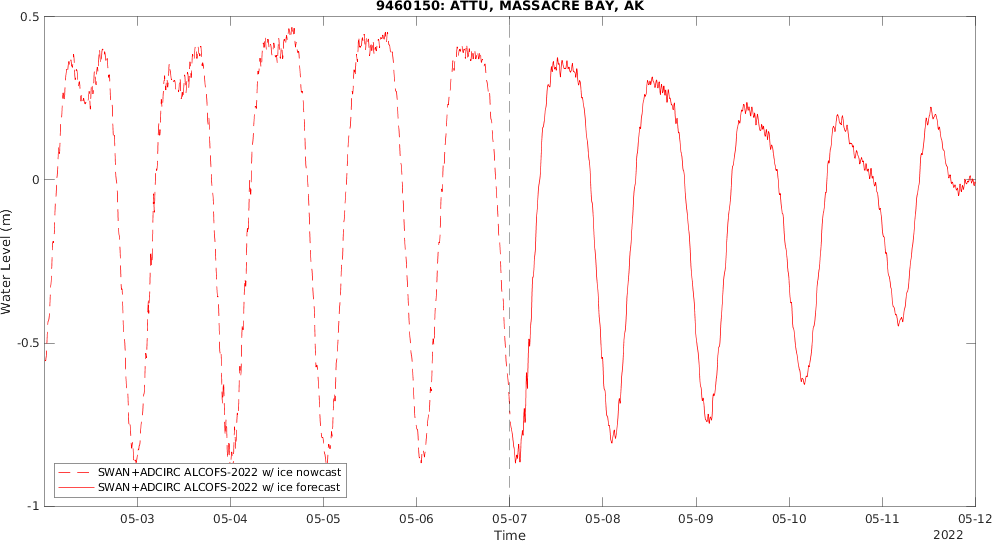 9460150: ATTU, MASSACRE BAY, AK
0.5
0
-0.5
-1
Water Level (m)
SWAN+ADCIRC ALCOFS-2022 w/ ice nowcast
SWAN+ADCIRC ALCOFS-2022 w/ ice forecast
05-03 05-04 05-05 05-06 05-07 05-08 05-09 05-10 05-11 05-12
Time
2022